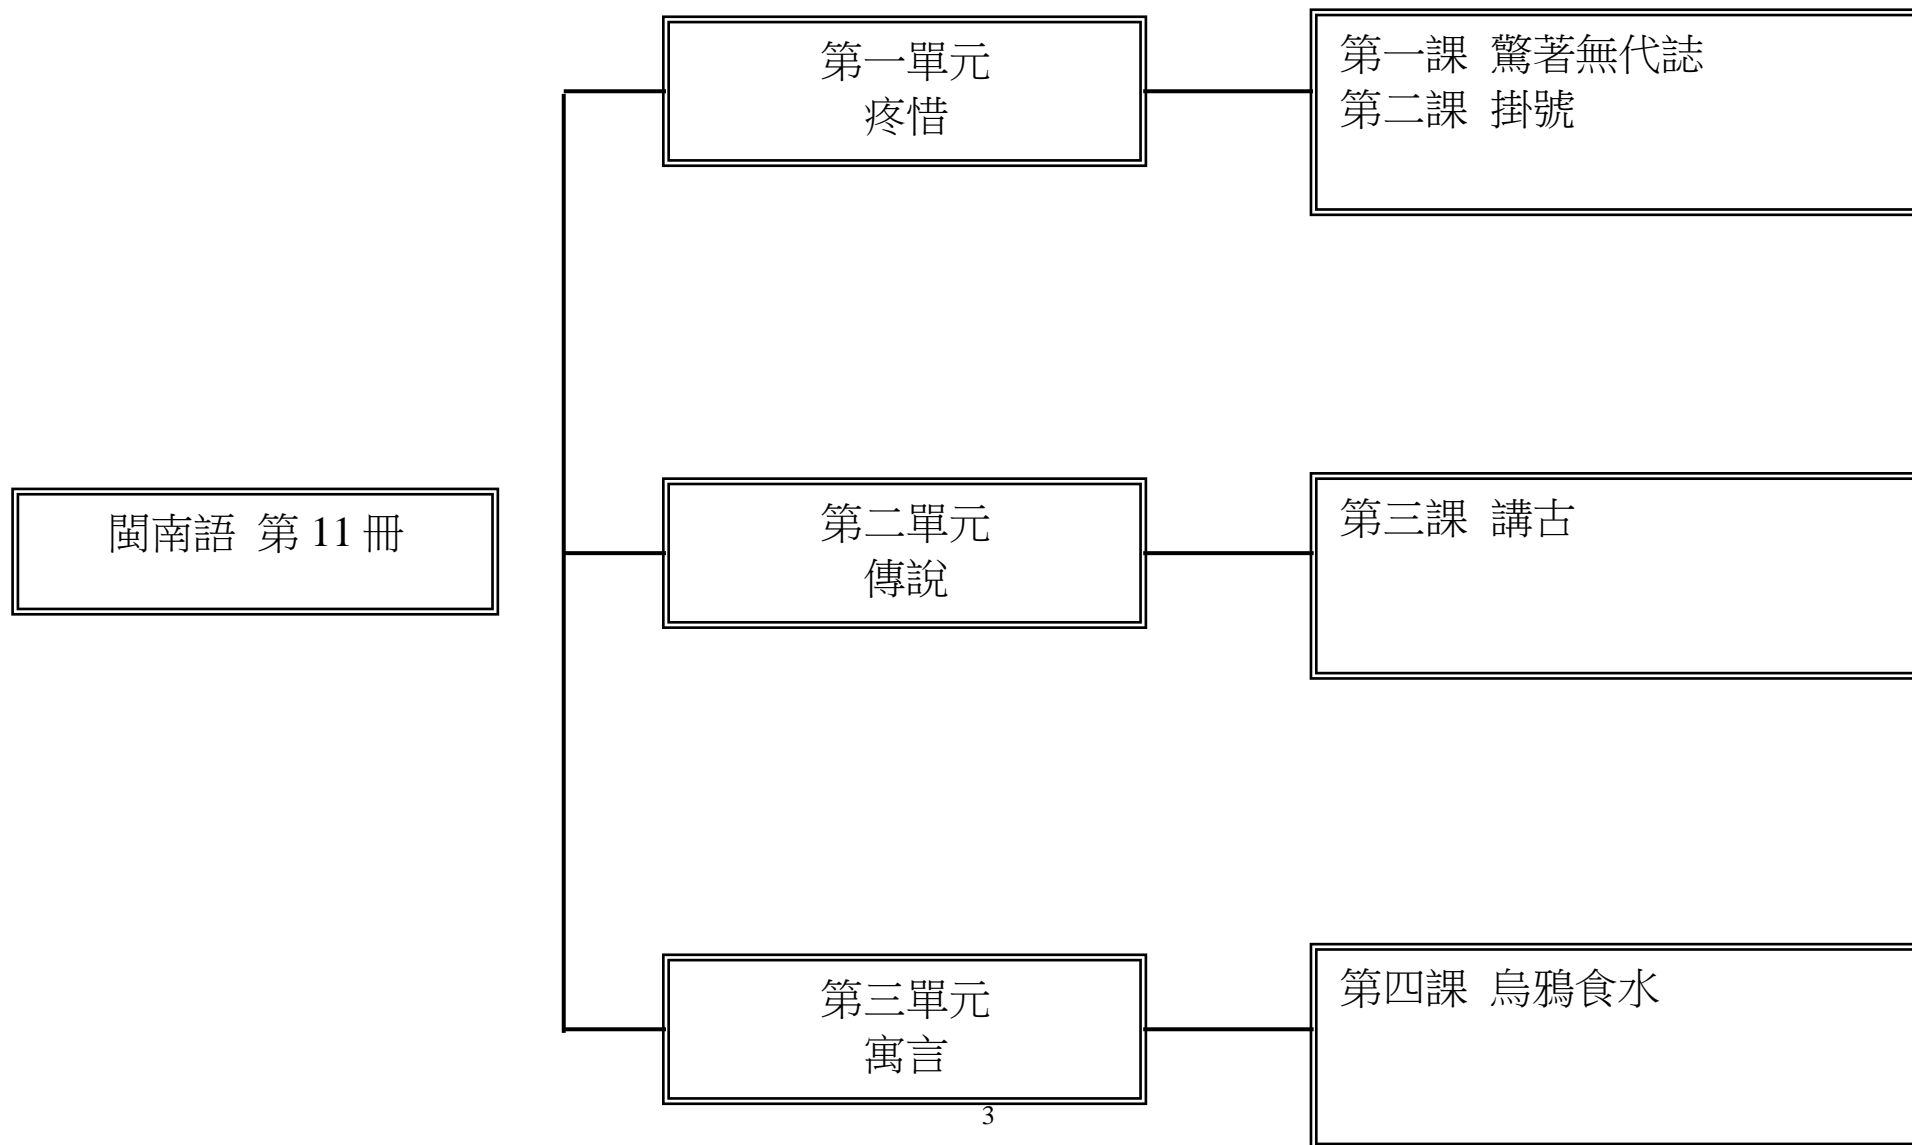 閩南語 第 11 冊
第一單元
疼惜
第一課 驚著無代誌
第二課 掛號
第二單元
傳說
第三課 講古
第三單元
寓言
第四課 烏鴉食水
3